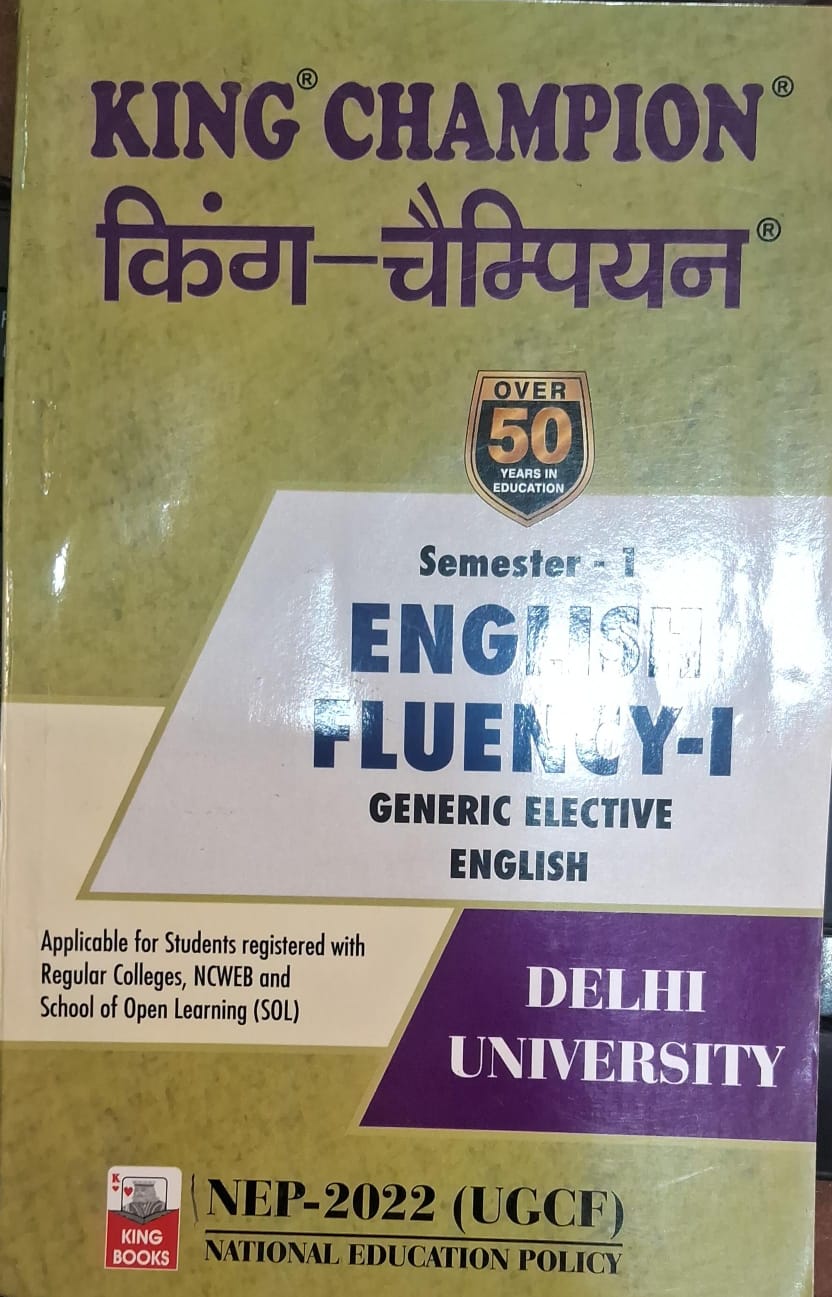 KING® CHAMPION®
किंग—चैम्पियन®
OVER
50
YEARS IN
EDUCATION
Semester - 1
ENGLISH
FLUENCY-I
GENERIC ELECTIVE
ENGLISH
Applicable for Students registered with
Regular Colleges, NCWEB and
School of Open Learning (SOL)
DELHI
UNIVERSITY
K
KING
BOOKS
NEP-2022 (UGCF)
NATIONAL EDUCATION POLICY